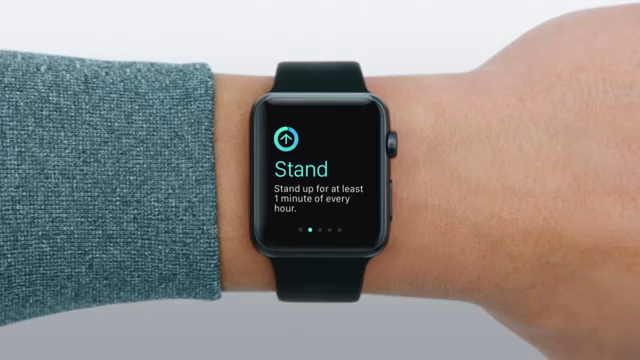 Stand
Stand up for at least
1 minute of every
hour.